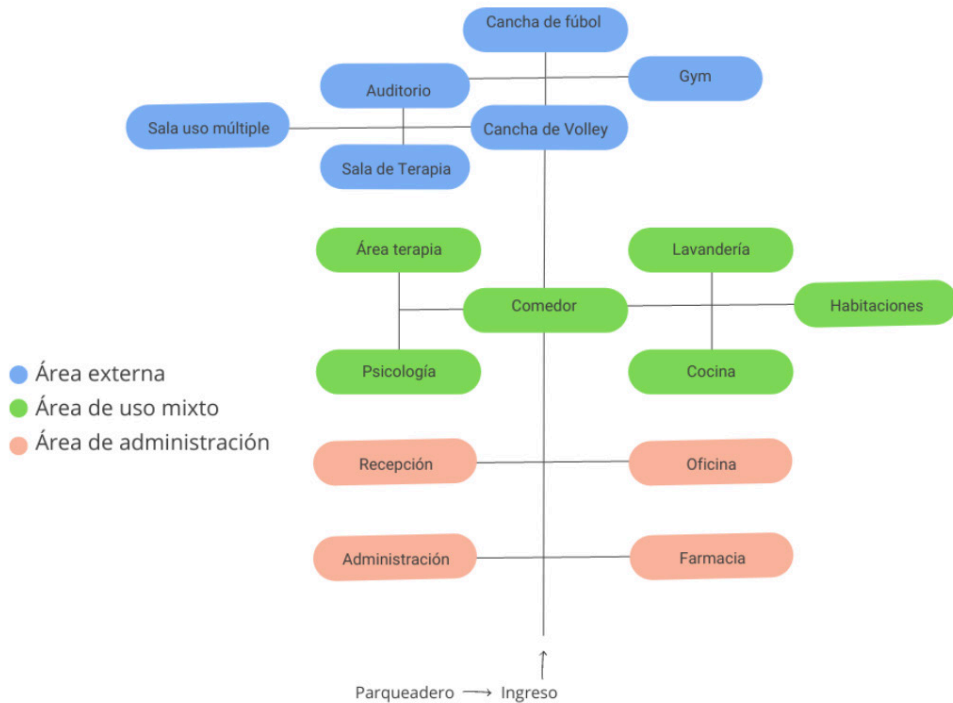 Cancha de fúbol
Auditorio
Gym
Sala uso múltiple
Cancha de Volley
Sala de Terapia
Área terapia
Lavandería
Comedor
Habitaciones
Psicología
Cocina
Área externa
Área de uso mixto
Área de administración
Recepción
Oficina
Administración
Farmacia
Parqueadero → Ingreso